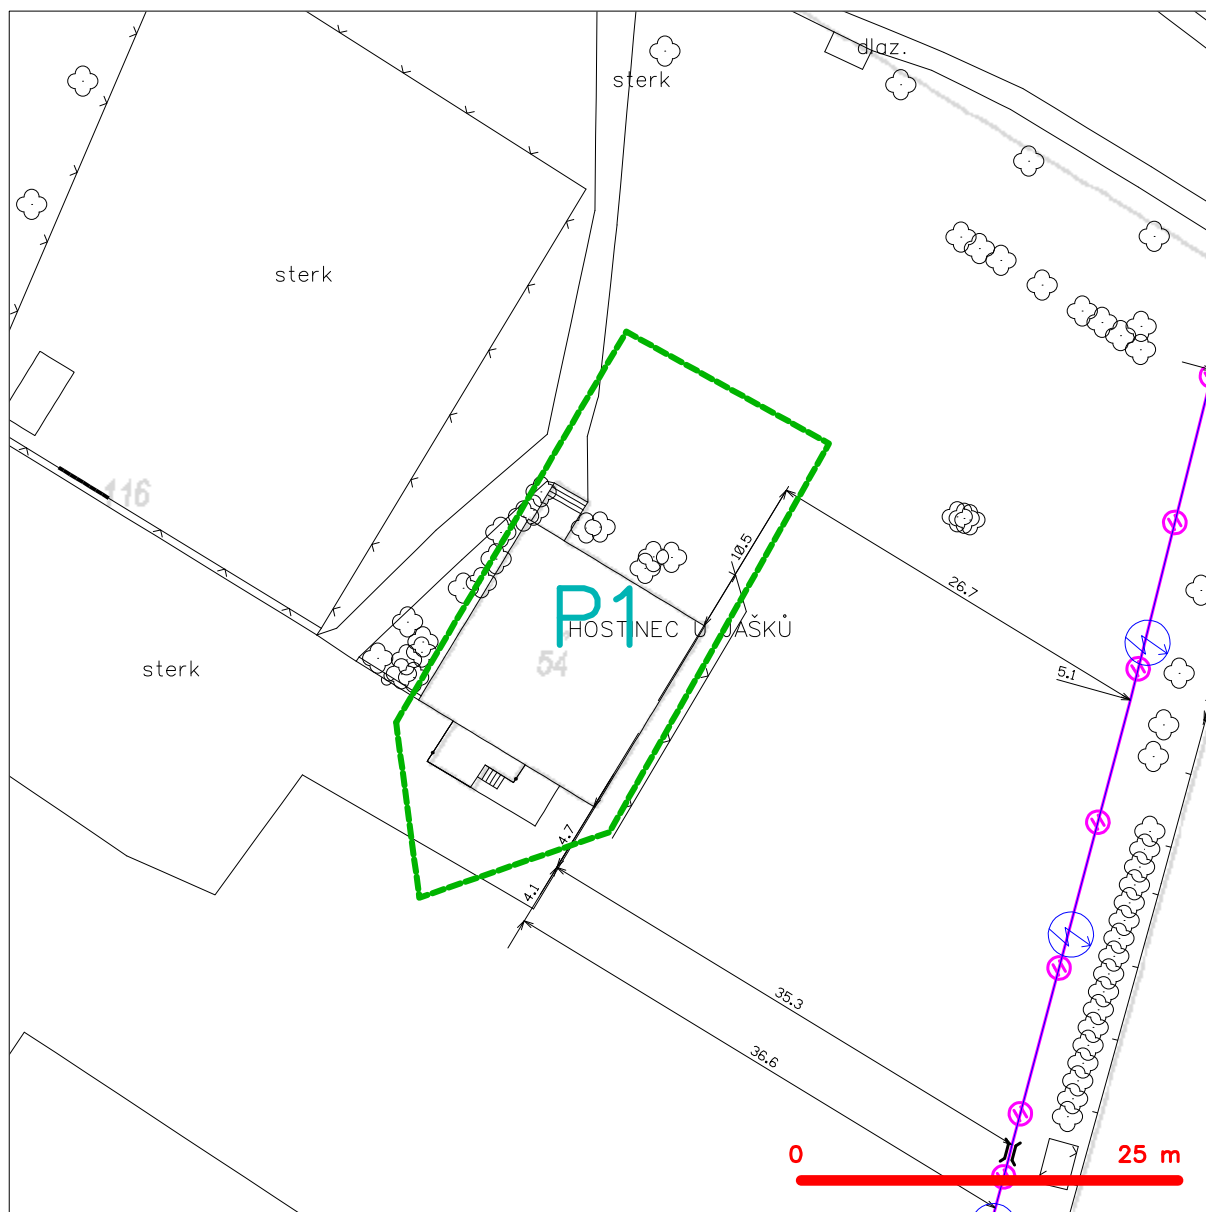 dlaz.
sterk
sterk
116
10.5
26.7
P1
HOSTINEC U JAŠKŮ
54
sterk
5.1
4.7
4.1
35.3
36.6
0
25 m